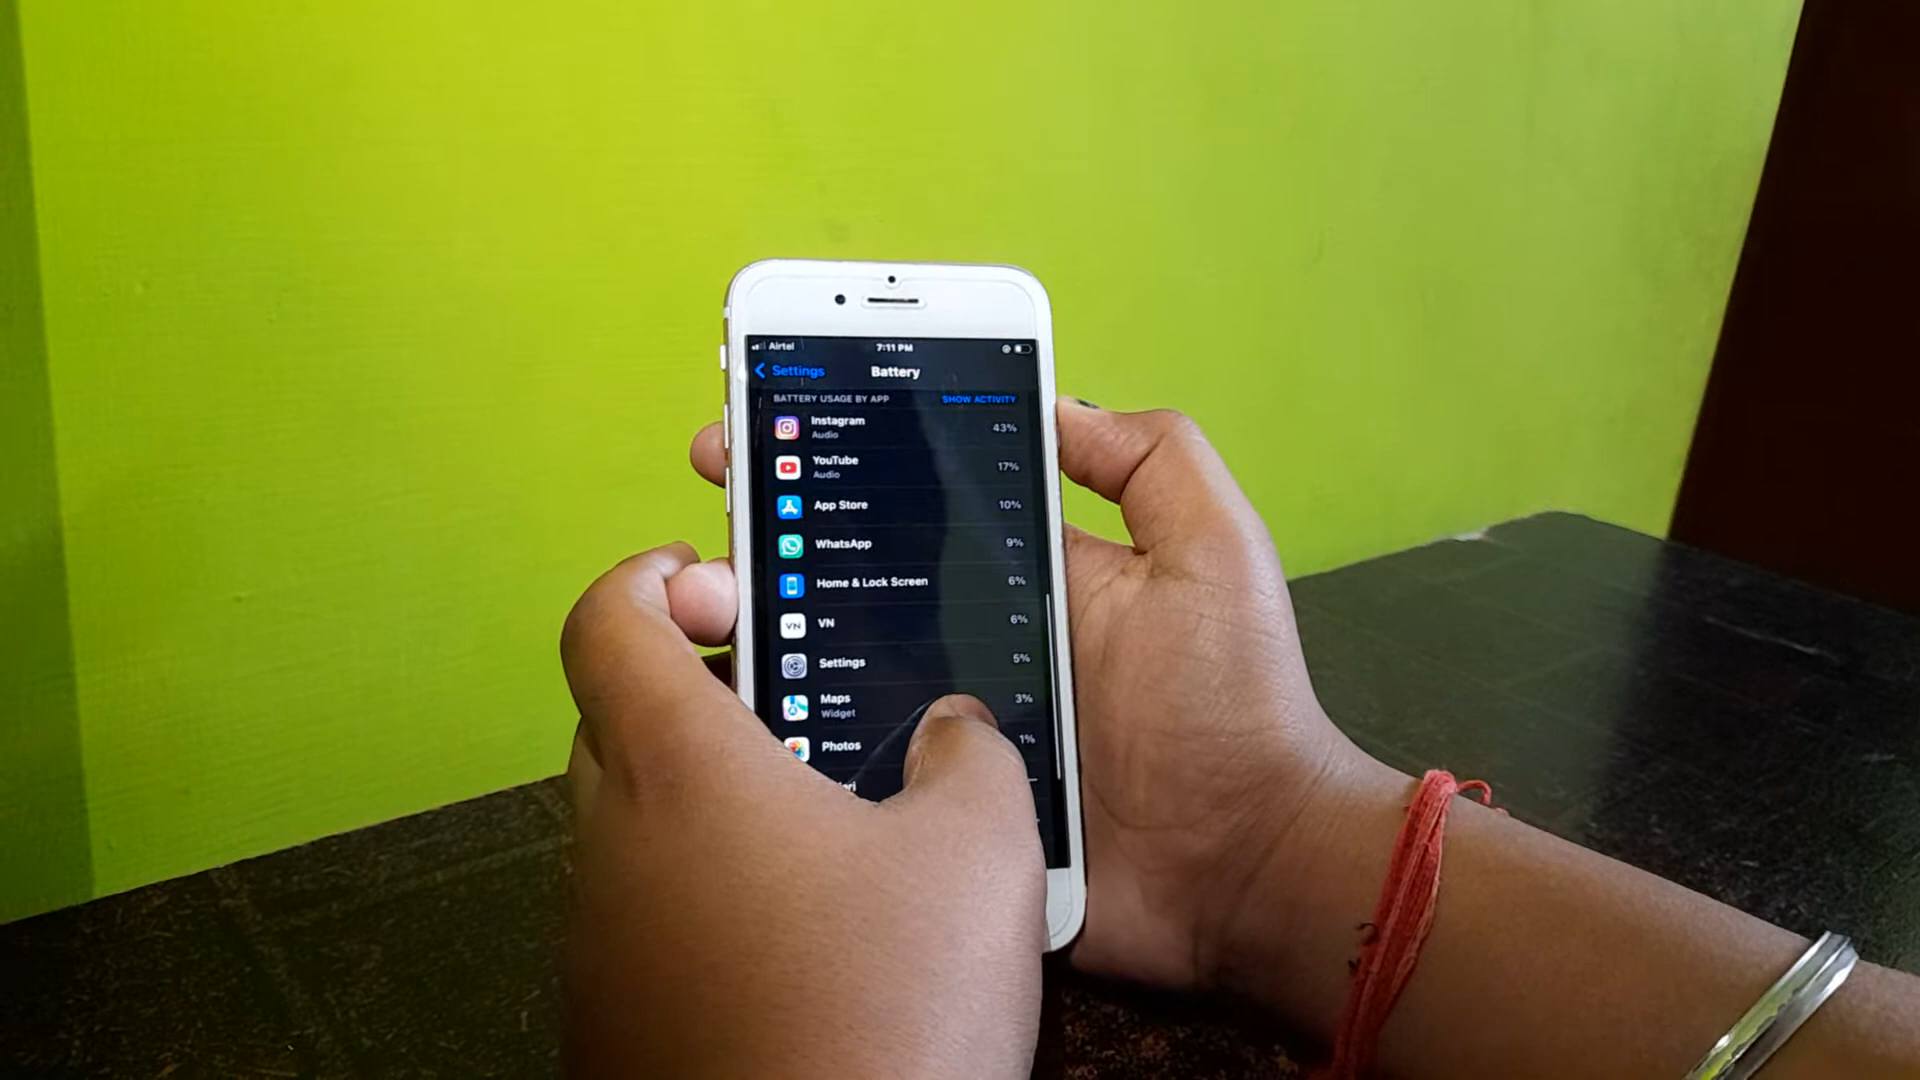 Airtel 7:11 PM
Settings Battery
BATTERY USAGE BY APP SHOW ACTIVITY
Instagram 43%
Audio
YouTube 17%
Audio
App Store 10%
WhatsApp 9%
Home & Lock Screen 6%
VN VN 6%
Settings 5%
Maps 3%
Widget
Photos 1%